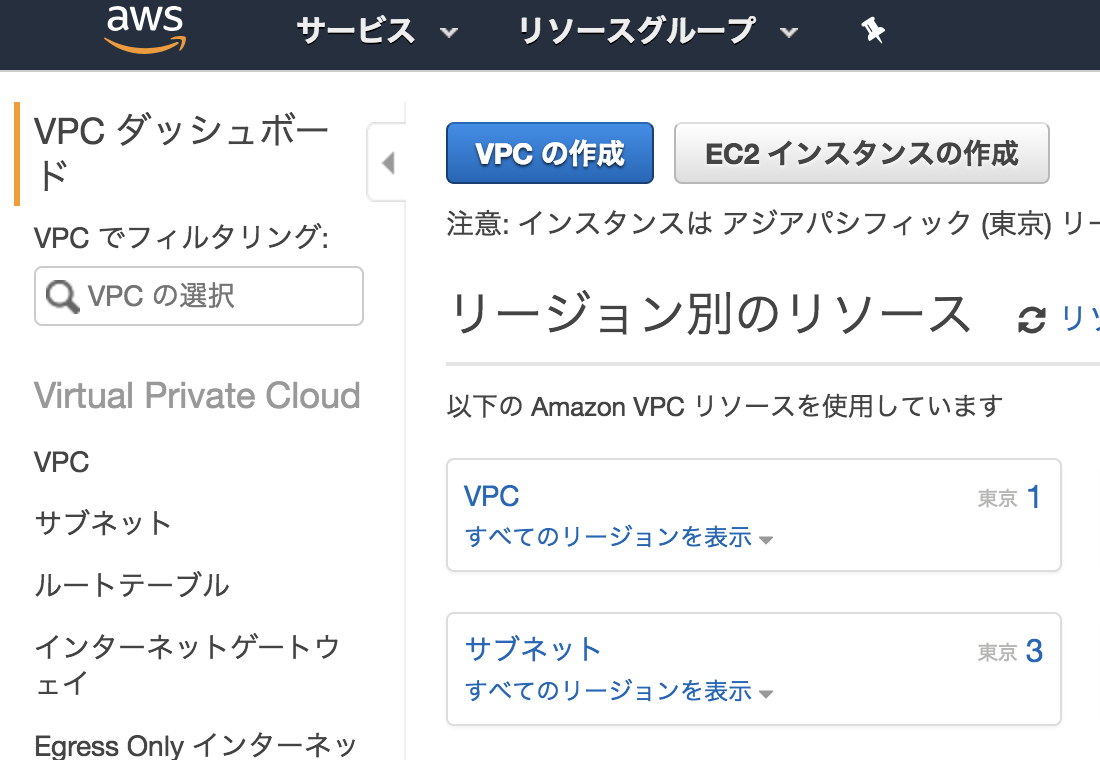 aws サービス リソースグループ
VPC ダッシュボー
ド
VPC でフィルタリング:
VPC の選択
Virtual Private Cloud
VPC
サブネット
ルートテーブル
インターネットゲートウ
ェイ
Egress Only インターネッ
VPC の作成 EC2 インスタンスの作成
注意: インスタンスは アジアパシフィック (東京) リー
リージョン別のリソース リソ
以下の Amazon VPC リソースを使用しています
VPC 東京 1
すべてのリージョンを表示
サブネット 東京 3
すべてのリージョンを表示